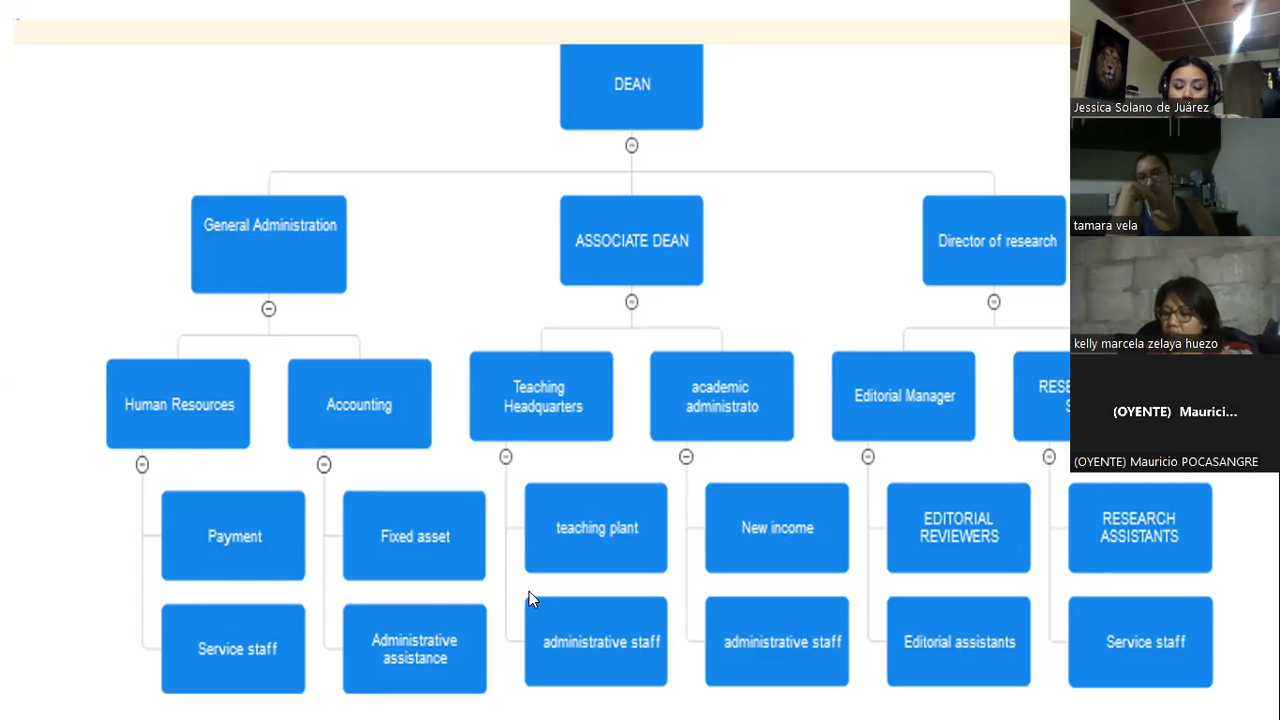 DEAN
Jessica Solano de Juárez
General Administration
ASSOCIATE DEAN
Director of research
tamara vela
kelly marcela zelaya huezo
Human Resources
Accounting
Teaching
Headquarters
academic
administrato
Editorial Manager
(OYENTE) Maurici...
(OYENTE) Mauricio POCASANGRE
Payment
Fixed asset
teaching plant
New income
EDITORIAL
REVIEWERS
RESEARCH
ASSISTANTS
Service staff
Administrative
assistance
administrative staff
administrative staff
Editorial assistants
Service staff